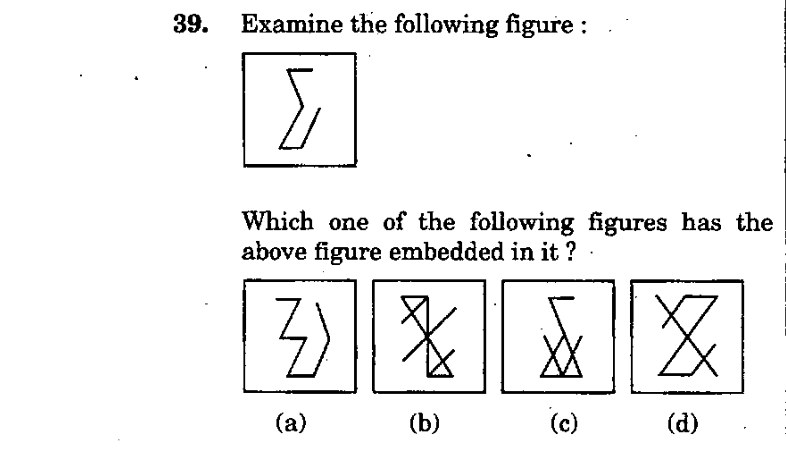 39. Examine the following figure :
Which one of the following figures has the
above figure embedded in it ?
(a) (b) (c) (d)